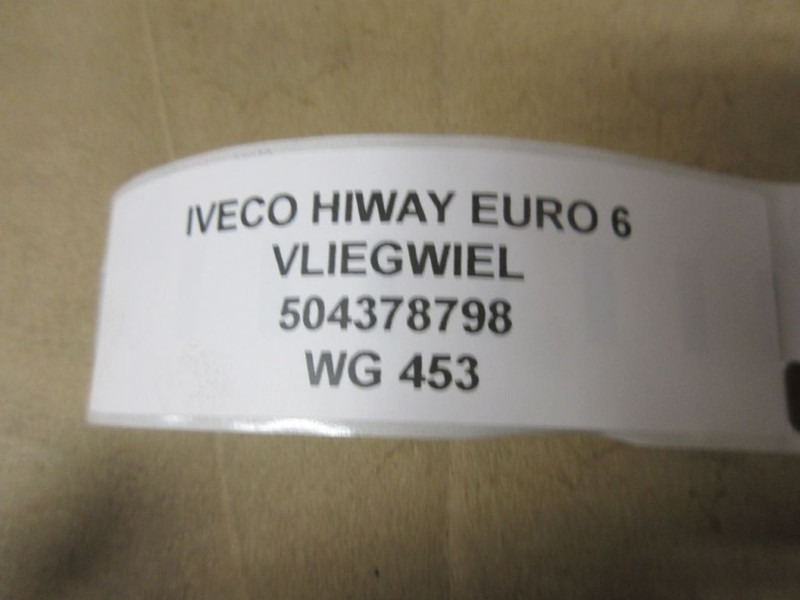 IVECO HIWAY EURO 6
VLIEGWIEL
504378798
WG 453